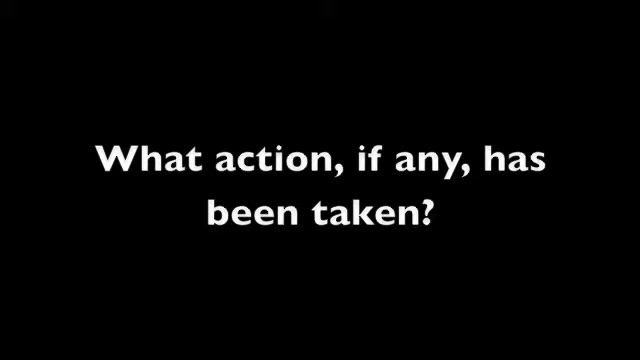 What action, if any, has
been taken?